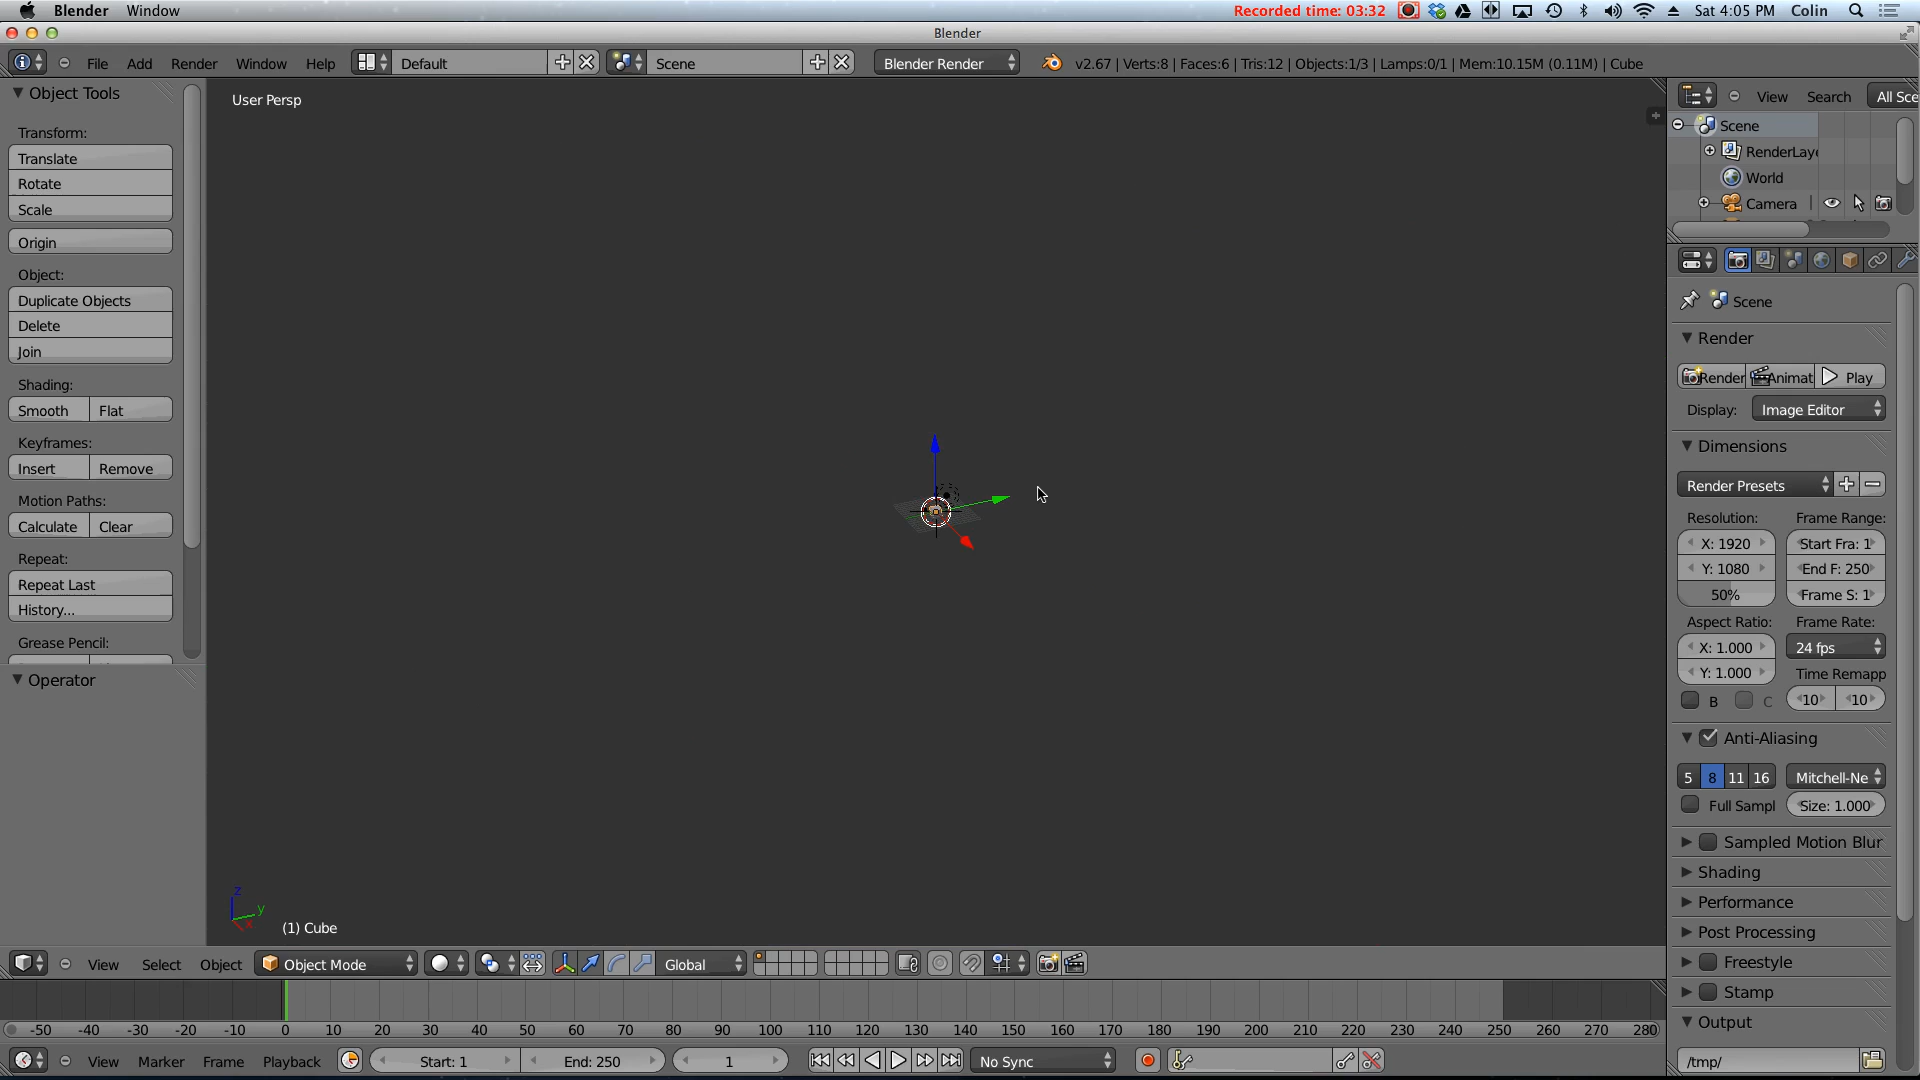 Blender Window Recorded time: 03:32 Sat 4:05 PM Colin
Blender
File Add Render Window Help Default Scene Blender Render v2.67 | Verts:8 | Faces:6 | Tris:12 | Objects:1/3 | Lamps:0/1 | Mem:10.15M (0.11M) | Cube
Object Tools
Transform:
Translate
Rotate
Scale
Origin
Object:
Duplicate Objects
Delete
Join
Shading:
Smooth Flat
Keyframes:
Insert Remove
Motion Paths:
Calculate Clear
Repeat:
Repeat Last
History...
Grease Pencil:
Operator
User Persp
z
y
x
(1) Cube
View Search All Sce
Scene
RenderLaye
World
Camera
Scene
Render
Render Animat Play
Display: Image Editor
Dimensions
Render Presets
Resolution: Frame Range:
X: 1920 Start Fra: 1
Y: 1080 End F: 250
50% Frame S: 1
Aspect Ratio: Frame Rate:
X: 1.000 24 fps
Y: 1.000 Time Remapp
B C 10 10
Anti-Aliasing
5 8 11 16 Mitchell-Ne
Full Sampl Size: 1.000
Sampled Motion Blur
Shading
Performance
Post Processing
Freestyle
Stamp
Output
/tmp/
View Select Object Object Mode Global
-50 -40 -30 -20 -10 0 10 20 30 40 50 60 70 80 90 100 110 120 130 140 150 160 170 180 190 200 210 220 230 240 250 260 270 280
View Marker Frame Playback Start: 1 End: 250 1 No Sync